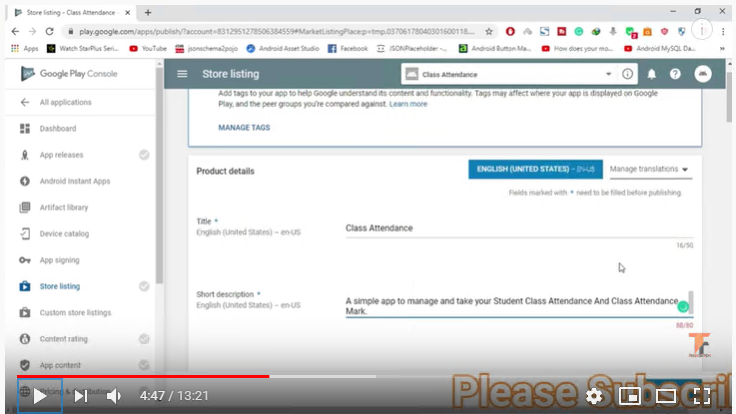 Store listing - Class Attendance
play.google.com/apps/publish/?account=8312951278506384559#MarketListingPlace:p=tmp.03706178040301600118...
Apps
Watch StarPlus Seri...
YouTube
jsonschema2pojo
Android Asset Studio
Facebook
JSONPlaceholder -...
Android Button Ma...
How does your mo...
Android MySQL Da...
Google Play Console
Store listing
Class Attendance
All applications
Dashboard
App releases
Android Instant Apps
Artifact library
Device catalog
App signing
Store listing
Custom store listings
Content rating
App content
Pricing & distribution
Add tags to your app to help Google understand its content and functionality. Tags may affect where your app is displayed on Google
Play, and the peer groups you're compared against. Learn more
MANAGE TAGS
Product details
ENGLISH (UNITED STATES) – EN-US
Manage translations
Fields marked with * need to be filled before publishing.
Title *
English (United States) – en-US
Class Attendance
16/50
Short description *
English (United States) – en-US
A simple app to manage and take your Student Class Attendance And Class Attendance
Mark.
88/80
Please Subscri
4:47 / 13:21